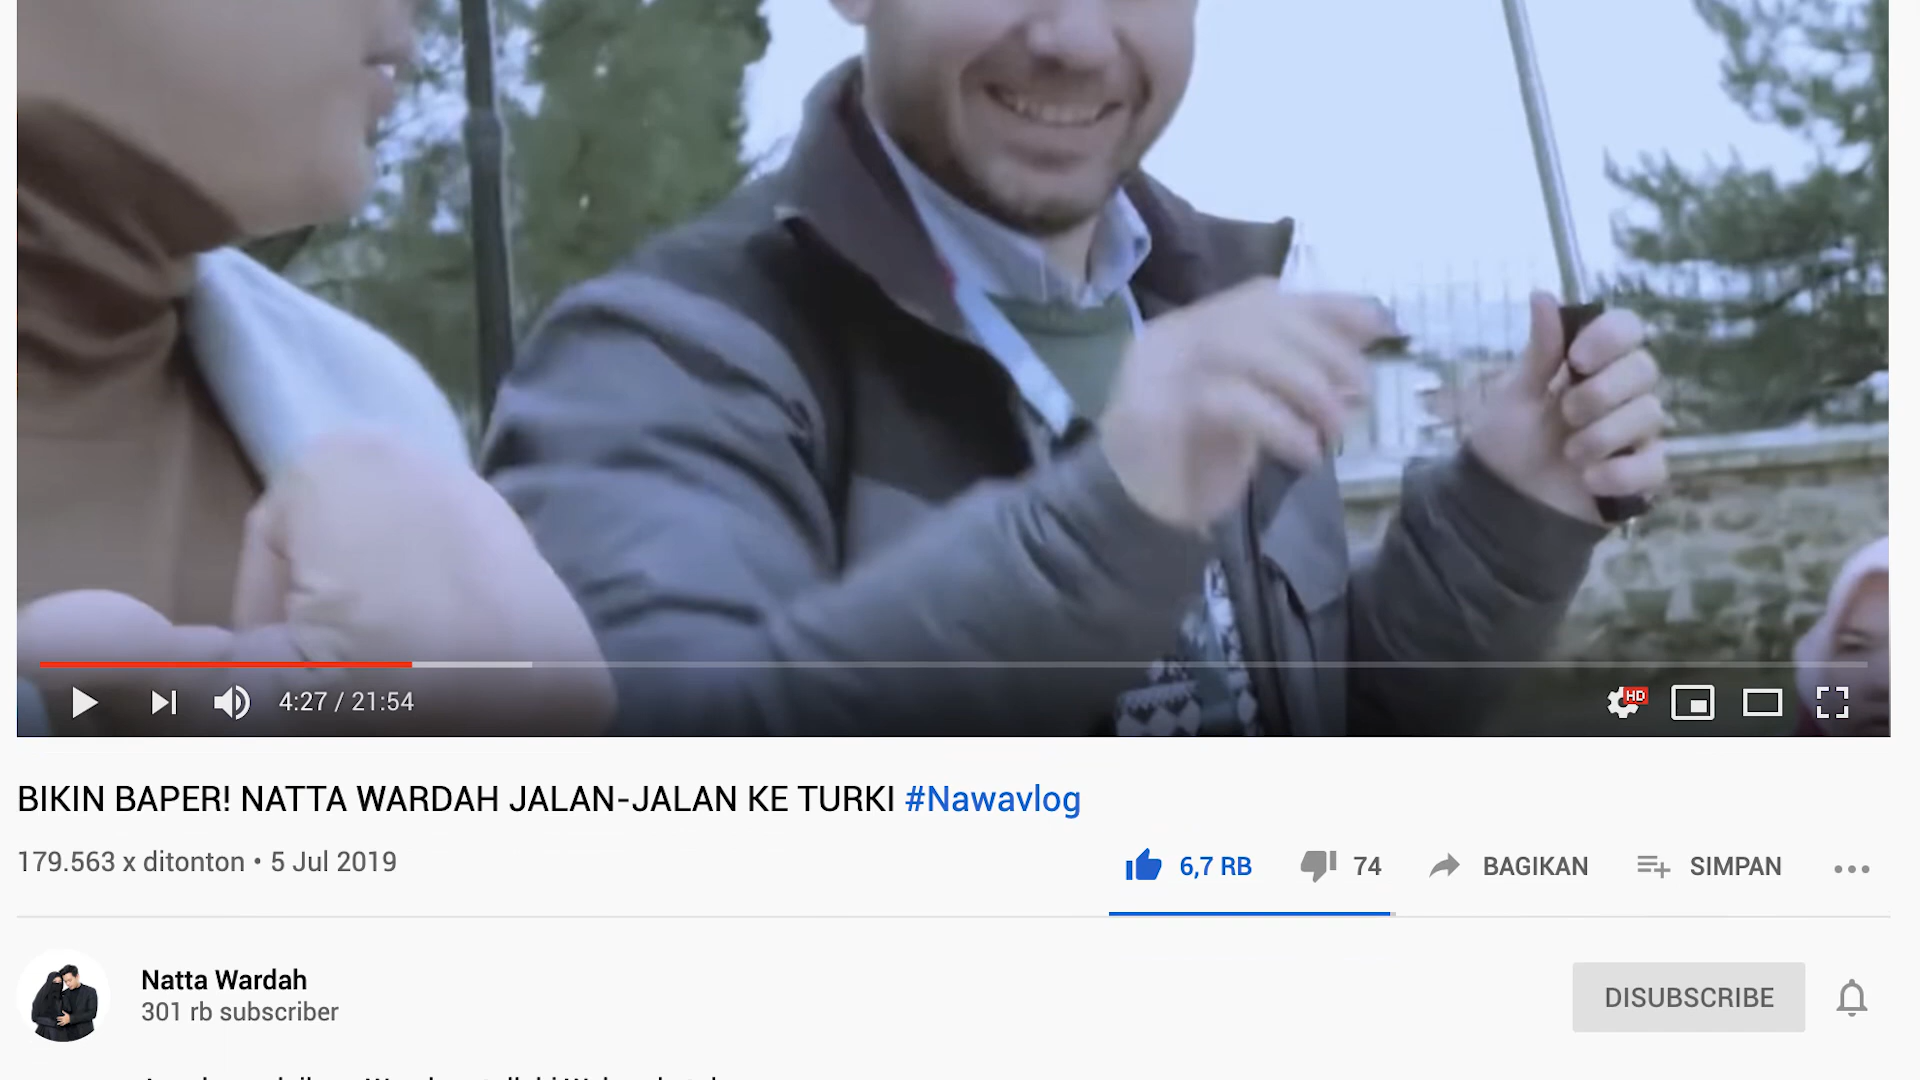 4:27 / 21:54
HD
BIKIN BAPER! NATTA WARDAH JALAN-JALAN KE TURKI #Nawavlog
179.563 x ditonton • 5 Jul 2019
6,7 RB 74 BAGIKAN SIMPAN
Natta Wardah
301 rb subscriber
DISUBSCRIBE